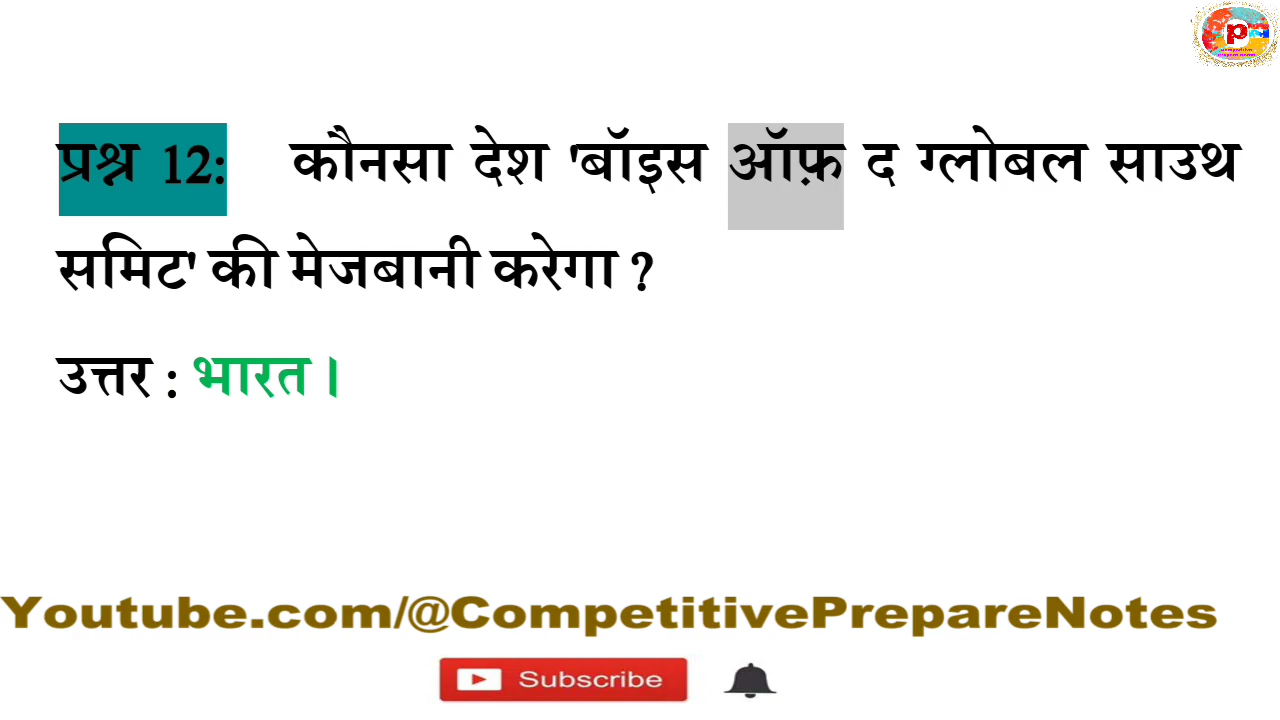 प्रश्न 12: कौनसा देश 'बॉइस ऑफ़ द ग्लोबल साउथ
समिट' की मेजबानी करेगा ?
उत्तर : भारत ।
Youtube.com/@CompetitivePrepareNotes
Subscribe